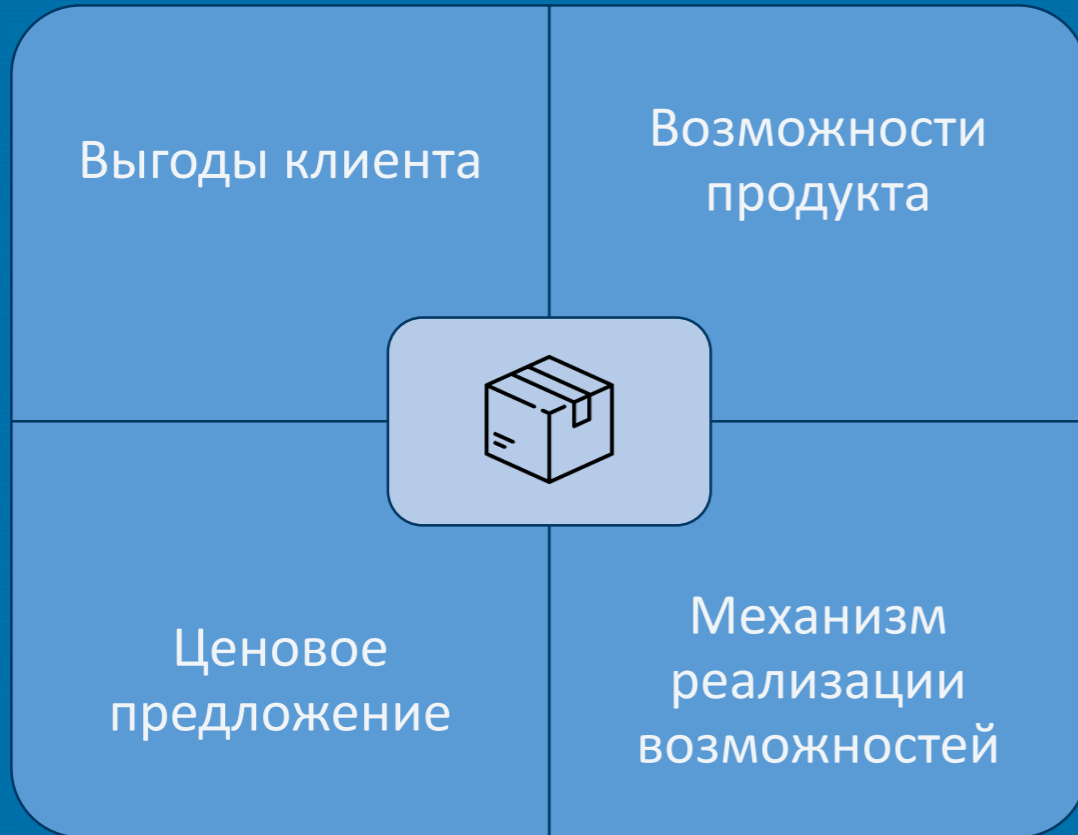 Выгоды клиента
Возможности
продукта
Ценовое
предложение
Механизм
реализации
возможностей